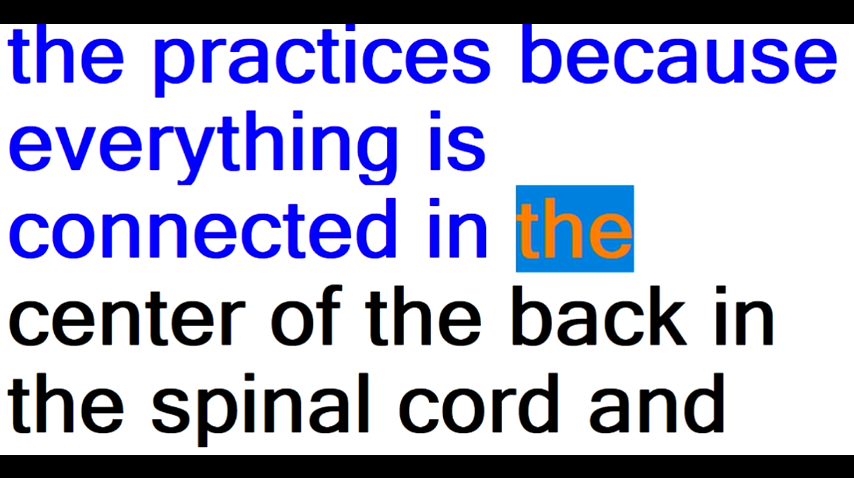 the practices because
everything is
connected in the
center of the back in
the spinal cord and